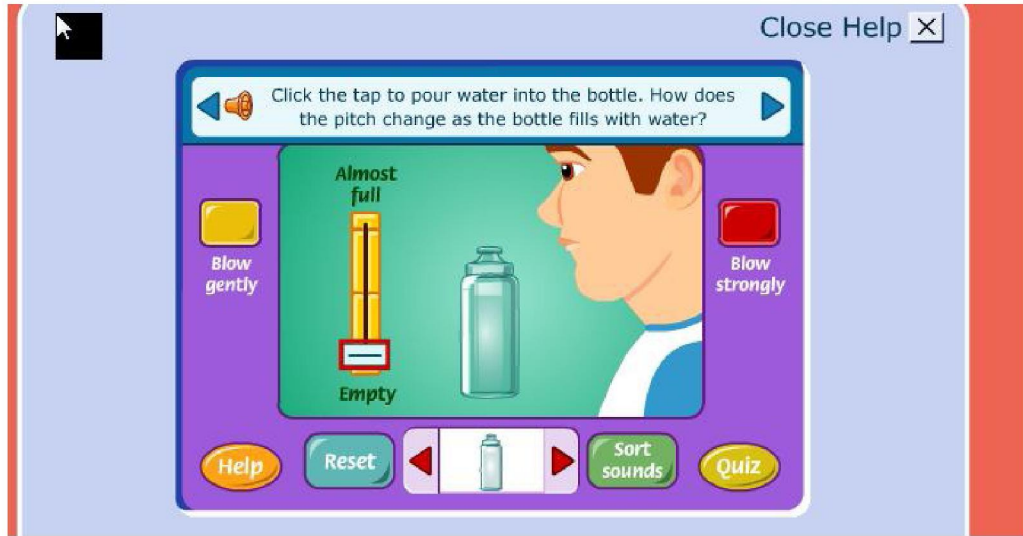 Close Help
Click the tap to pour water into the bottle. How does
the pitch change as the bottle fills with water?
Almost
full
Blow
gently
Blow
strongly
Empty
Help
Reset
Sort
sounds
Quiz